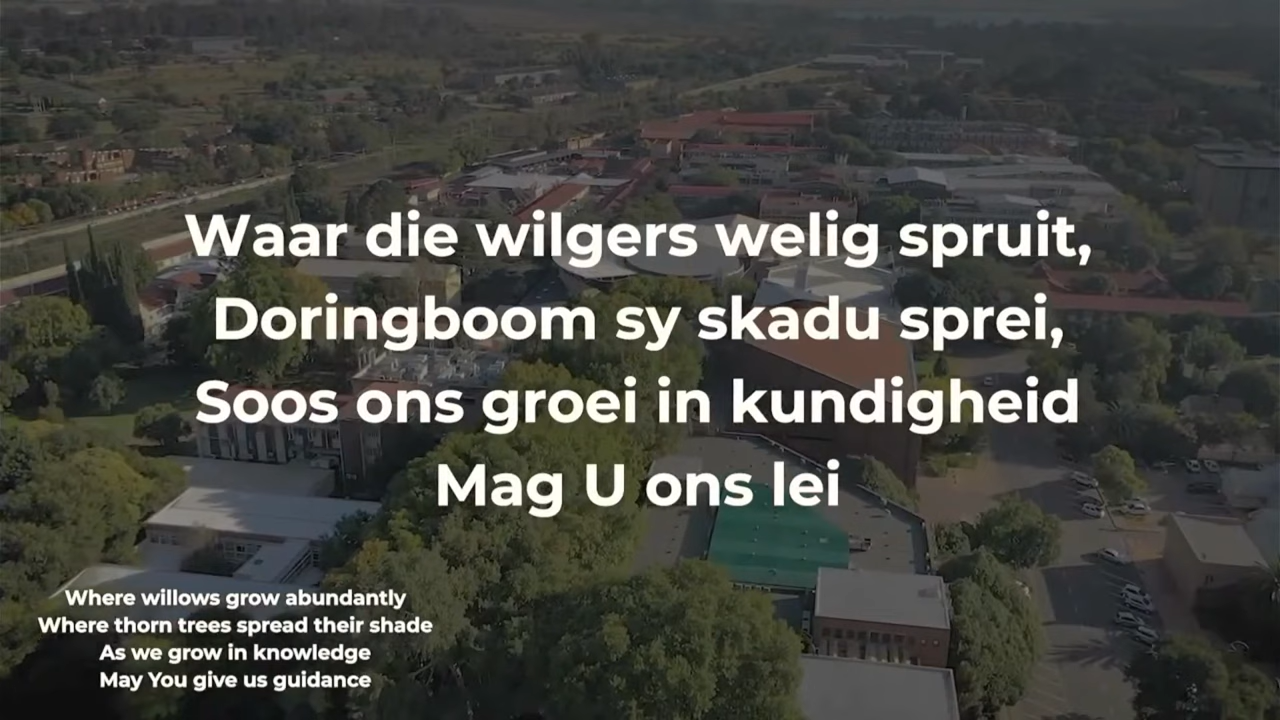 Waar die wilgers welig spruit,
Doringboom sy skadu sprei,
Soos ons groei in kundigheid
Mag U ons lei
Where willows grow abundantly
Where thorn trees spread their shade
As we grow in knowledge
May You give us guidance